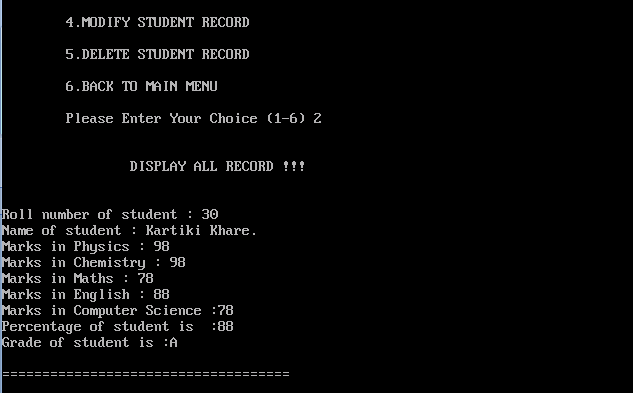 4.MODIFY STUDENT RECORD
5.DELETE STUDENT RECORD
6.BACK TO MAIN MENU
Please Enter Your Choice (1-6) 2
DISPLAY ALL RECORD !!!
Roll number of student : 30
Name of student : Kartiki Khare.
Marks in Physics : 98
Marks in Chemistry : 98
Marks in Maths : 78
Marks in English : 88
Marks in Computer Science :78
Percentage of student is  :88
Grade of student is :A
====================================